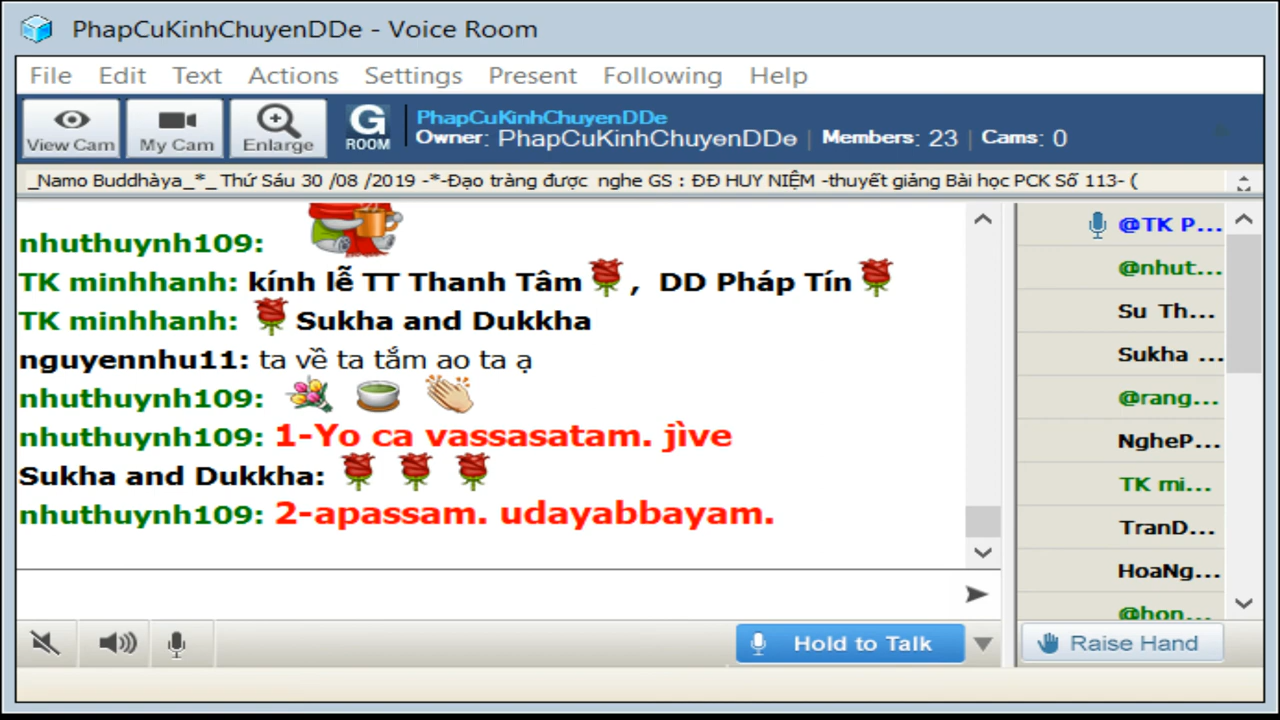 PhapCuKinhChuyenDDe - Voice Room
File Edit Text Actions Settings Present Following Help
View Cam My Cam Enlarge G ROOM
PhapCuKinhChuyenDDe
Owner: PhapCuKinhChuyenDDe | Members: 23 | Cams: 0
_Namo Buddhàya_*_ Thứ Sáu 30 /08 /2019 -*-Đạo tràng được nghe GS : ĐĐ HUY NIỆM -thuyết giảng Bài học PCK Số 113- (
nhuthuynh109:
TK minhhanh: kính lễ TT Thanh Tâm , DD Pháp Tín
TK minhhanh: Sukha and Dukkha
nguyennhu11: ta về ta tắm ao ta ạ
nhuthuynh109:
nhuthuynh109: 1-Yo ca vassasatam. jìve
Sukha and Dukkha:
nhuthuynh109: 2-apassam. udayabbayam.
@TK P...
@nhut...
Su Th...
Sukha ...
@rang...
NgheP...
TK mi...
TranD...
HoaNg...
@hon...
Hold to Talk
Raise Hand